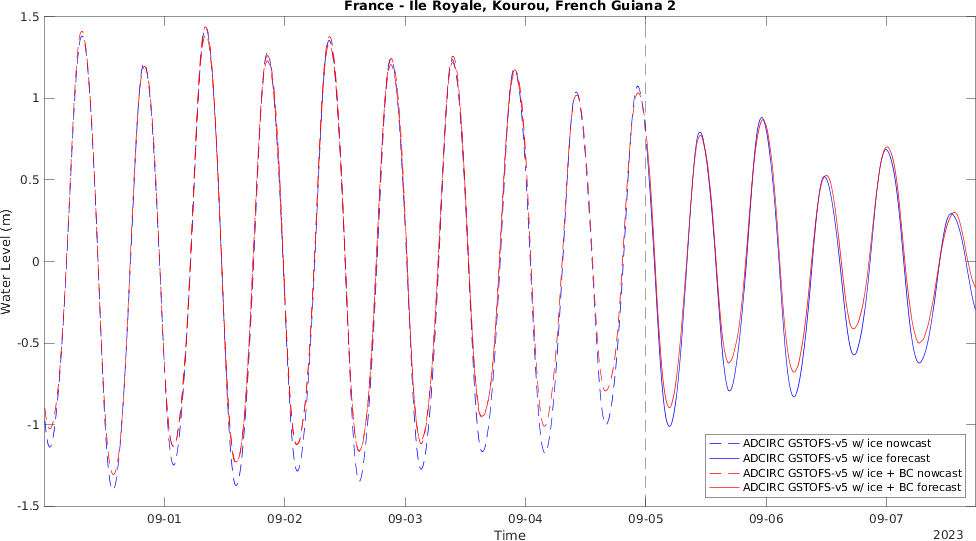 France - Ile Royale, Kourou, French Guiana 2
1.5
1
0.5
0
-0.5
-1
-1.5
Water Level (m)
ADCIRC GSTOFS-v5 w/ ice nowcast
ADCIRC GSTOFS-v5 w/ ice forecast
ADCIRC GSTOFS-v5 w/ ice + BC nowcast
ADCIRC GSTOFS-v5 w/ ice + BC forecast
09-01 09-02 09-03 09-04 09-05 09-06 09-07
Time
2023